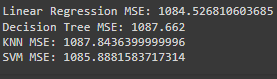 Linear Regression MSE: 1084.526810603685
Decision Tree MSE: 1087.662
KNN MSE: 1087.8436399999996
SVM MSE: 1085.8881583717314